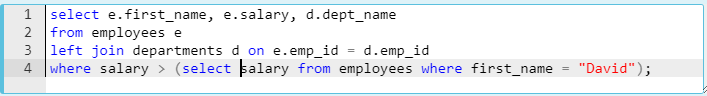 1 select e.first_name, e.salary, d.dept_name
2 from employees e
3 left join departments d on e.emp_id = d.emp_id
4 where salary > (select salary from employees where first_name = "David");